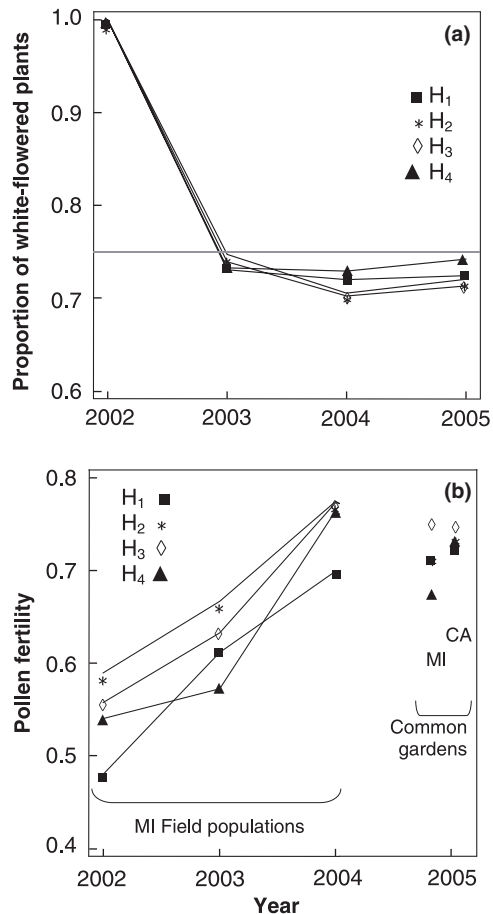 (a)
Proportion of white-flowered plants
1.0
0.9
0.8
0.7
0.6
H₁
H₂
H₃
H₄
2002 2003 2004 2005
(b)
Pollen fertility
0.8
0.7
0.6
0.5
0.4
H₁
H₂
H₃
H₄
CA
MI
Common
gardens
MI Field populations
2002 2003 2004 2005
Year